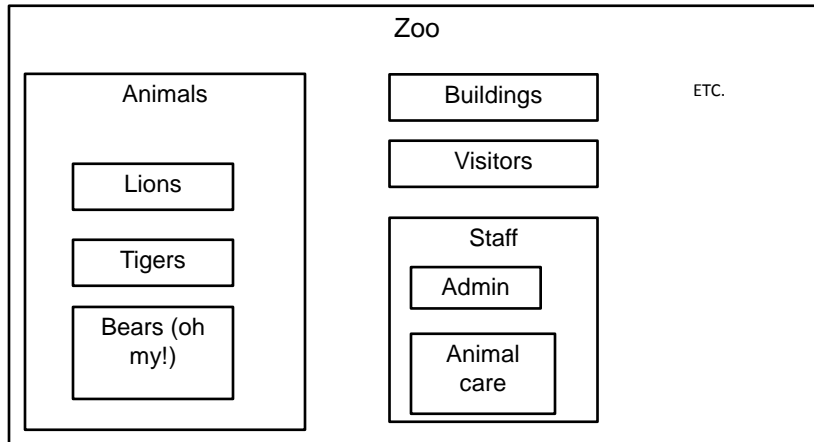 Zoo
Animals
Lions
Tigers
Bears (oh
my!)
Buildings
Visitors
Staff
Admin
Animal
care
ETC.